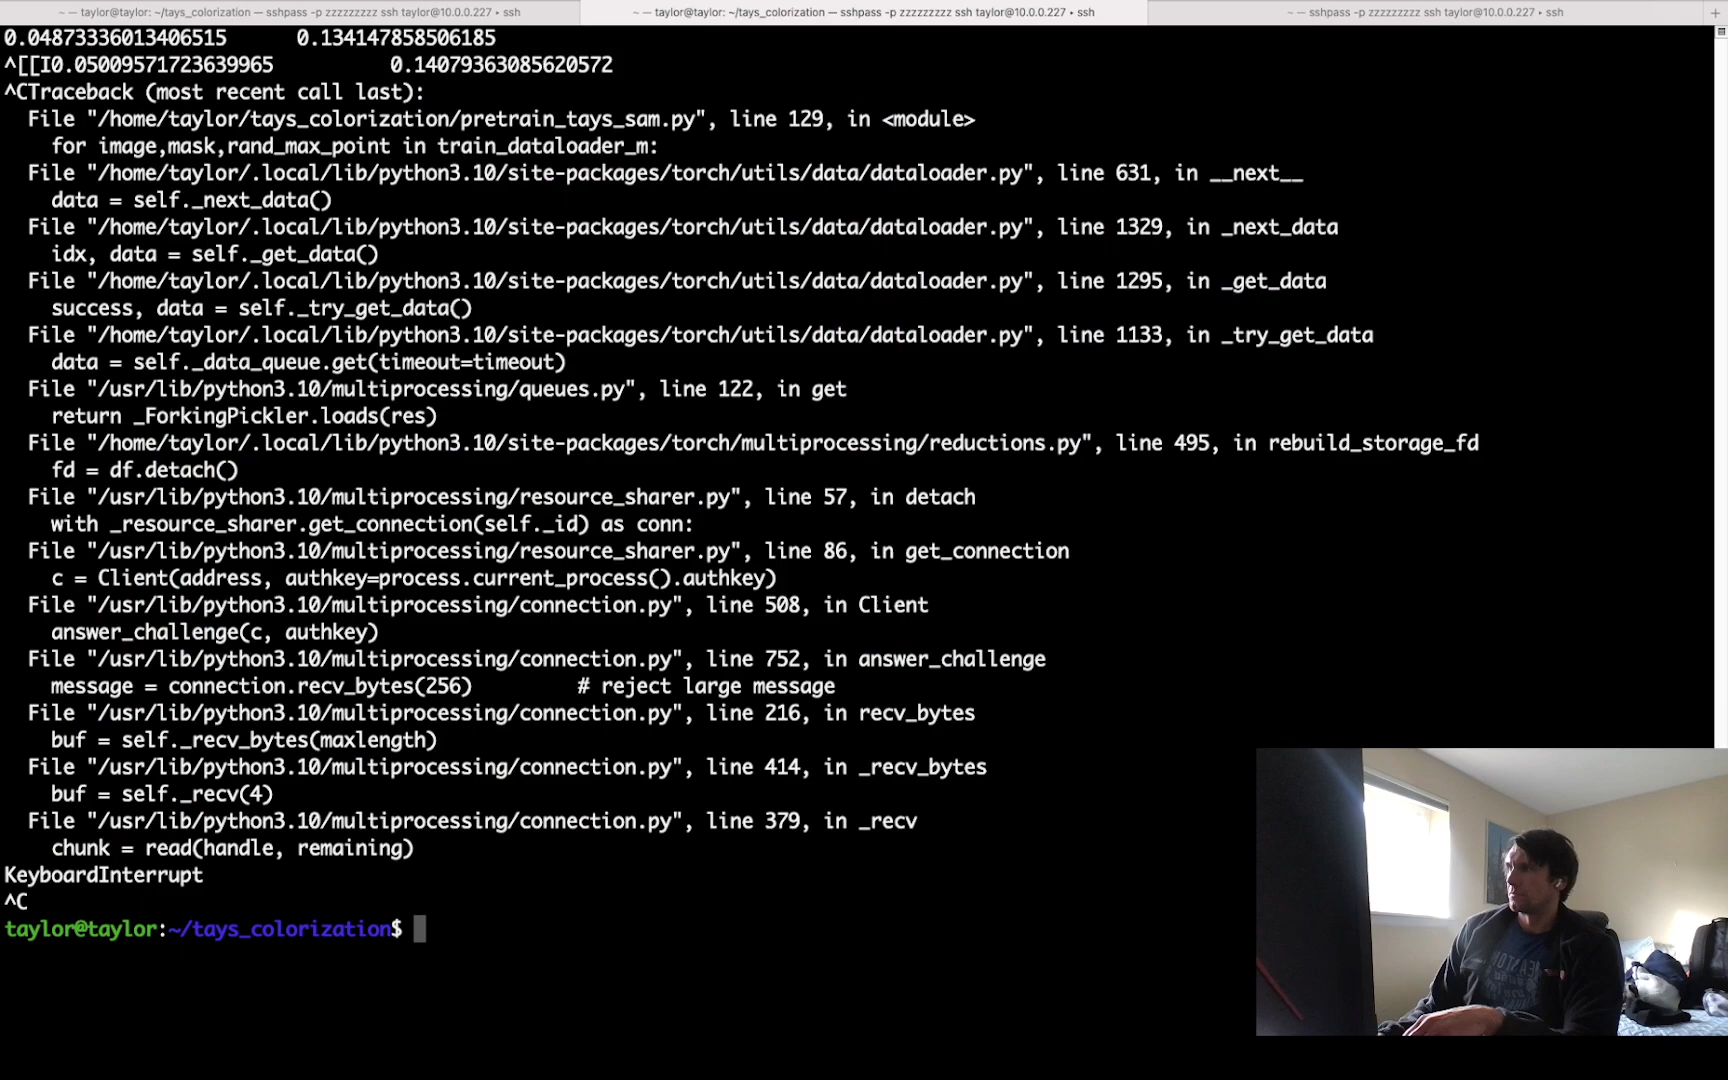 ~ — taylor@taylor: ~/tays_colorization — sshpass -p zzzzzzzzz ssh taylor@10.0.0.227 ▸ ssh
~ — taylor@taylor: ~/tays_colorization — sshpass -p zzzzzzzzz ssh taylor@10.0.0.227 ▸ ssh
~ — sshpass -p zzzzzzzzz ssh taylor@10.0.0.227 ▸ ssh
0.04873336013406515      0.134147858506185
^[[I0.05009571723639965          0.14079363085620572
^CTraceback (most recent call last):
  File "/home/taylor/tays_colorization/pretrain_tays_sam.py", line 129, in <module>
    for image,mask,rand_max_point in train_dataloader_m:
  File "/home/taylor/.local/lib/python3.10/site-packages/torch/utils/data/dataloader.py", line 631, in __next__
    data = self._next_data()
  File "/home/taylor/.local/lib/python3.10/site-packages/torch/utils/data/dataloader.py", line 1329, in _next_data
    idx, data = self._get_data()
  File "/home/taylor/.local/lib/python3.10/site-packages/torch/utils/data/dataloader.py", line 1295, in _get_data
    success, data = self._try_get_data()
  File "/home/taylor/.local/lib/python3.10/site-packages/torch/utils/data/dataloader.py", line 1133, in _try_get_data
    data = self._data_queue.get(timeout=timeout)
  File "/usr/lib/python3.10/multiprocessing/queues.py", line 122, in get
    return _ForkingPickler.loads(res)
  File "/home/taylor/.local/lib/python3.10/site-packages/torch/multiprocessing/reductions.py", line 495, in rebuild_storage_fd
    fd = df.detach()
  File "/usr/lib/python3.10/multiprocessing/resource_sharer.py", line 57, in detach
    with _resource_sharer.get_connection(self._id) as conn:
  File "/usr/lib/python3.10/multiprocessing/resource_sharer.py", line 86, in get_connection
    c = Client(address, authkey=process.current_process().authkey)
  File "/usr/lib/python3.10/multiprocessing/connection.py", line 508, in Client
    answer_challenge(c, authkey)
  File "/usr/lib/python3.10/multiprocessing/connection.py", line 752, in answer_challenge
    message = connection.recv_bytes(256)         # reject large message
  File "/usr/lib/python3.10/multiprocessing/connection.py", line 216, in recv_bytes
    buf = self._recv_bytes(maxlength)
  File "/usr/lib/python3.10/multiprocessing/connection.py", line 414, in _recv_bytes
    buf = self._recv(4)
  File "/usr/lib/python3.10/multiprocessing/connection.py", line 379, in _recv
    chunk = read(handle, remaining)
KeyboardInterrupt
^C
taylor@taylor:~/tays_colorization$